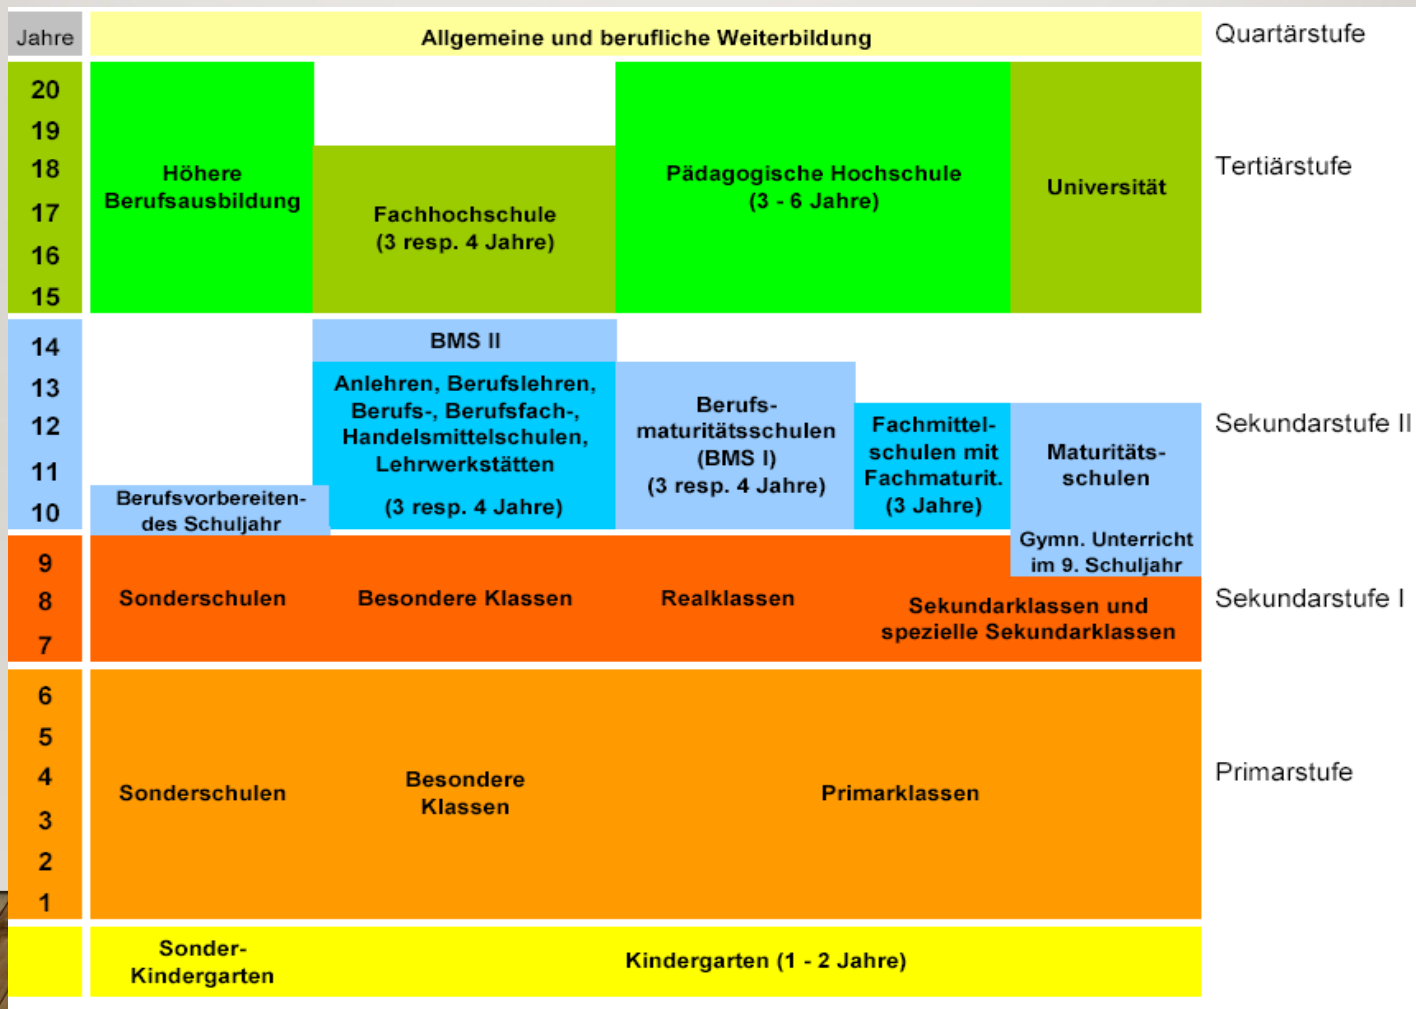 Jahre
Allgemeine und berufliche Weiterbildung
Quartärstufe
20
19
18
17
16
15
Höhere
Berufsausbildung
Fachhochschule
(3 resp. 4 Jahre)
Pädagogische Hochschule
(3 - 6 Jahre)
Universität
Tertiärstufe
14
13
12
11
10
BMS II
Anlehren, Berufslehren,
Berufs-, Berufsfach-,
Handelsmittelschulen,
Lehrwerkstätten
(3 resp. 4 Jahre)
Berufs-
maturitätsschulen
(BMS I)
(3 resp. 4 Jahre)
Fachmittel-
schulen mit
Fachmaturit.
(3 Jahre)
Maturitäts-
schulen
Gymn. Unterricht
im 9. Schuljahr
Berufsvorbereiten-
des Schuljahr
Sekundarstufe II
9
8
7
Sonderschulen
Besondere Klassen
Realklassen
Sekundarklassen und
spezielle Sekundarklassen
Sekundarstufe I
6
5
4
3
2
1
Sonderschulen
Besondere
Klassen
Primarklassen
Primarstufe
Sonder-
Kindergarten
Kindergarten (1 - 2 Jahre)